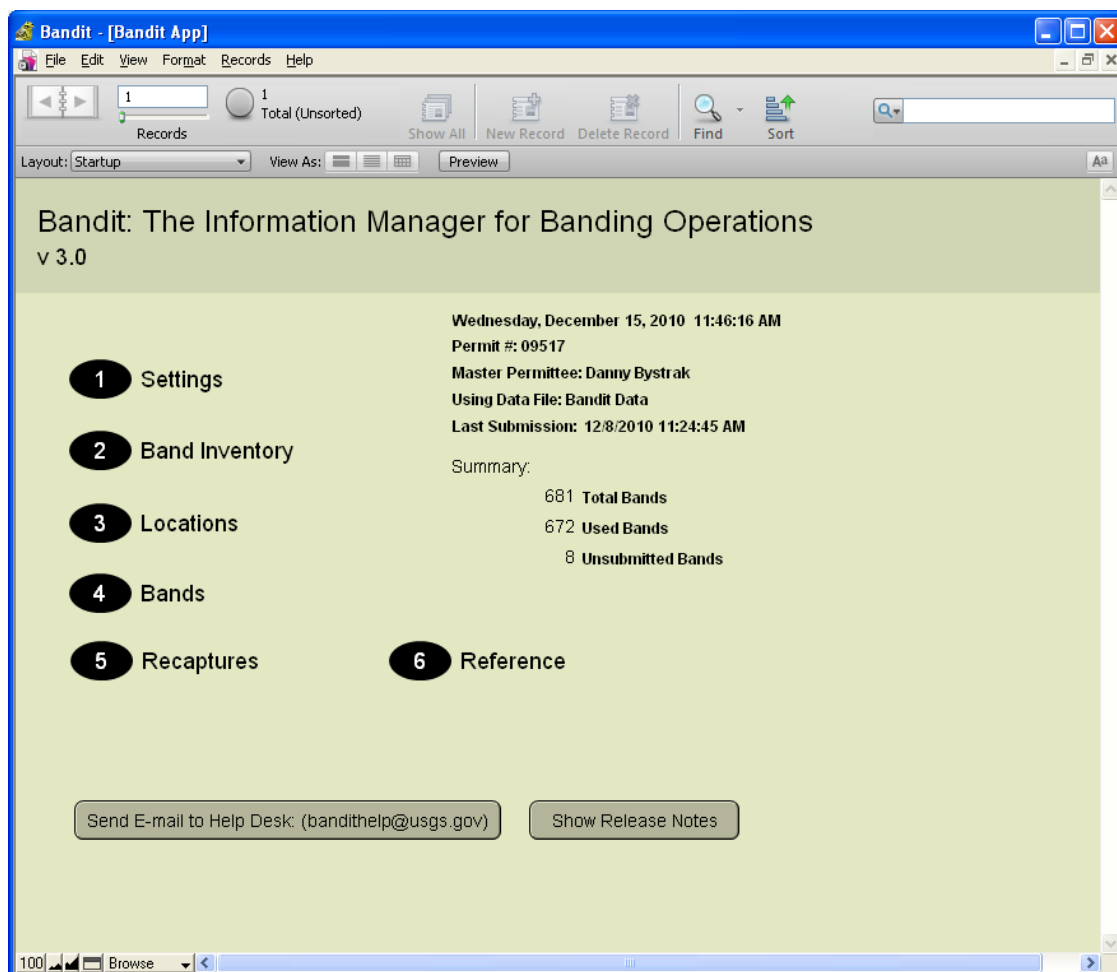 Bandit - [Bandit App]
File Edit View Format Records Help
1
Records
1
Total (Unsorted)
Show All
New Record
Delete Record
Find
Sort
Layout: Startup
View As:
Preview
Aa
Bandit: The Information Manager for Banding Operations
v 3.0
Wednesday, December 15, 2010 11:46:16 AM
Permit #: 09517
Master Permittee: Danny Bystrak
Using Data File: Bandit Data
Last Submission: 12/8/2010 11:24:45 AM
Summary:
681 Total Bands
672 Used Bands
8 Unsubmitted Bands
1 Settings
2 Band Inventory
3 Locations
4 Bands
5 Recaptures
6 Reference
Send E-mail to Help Desk: (bandithelp@usgs.gov)
Show Release Notes
100
Browse